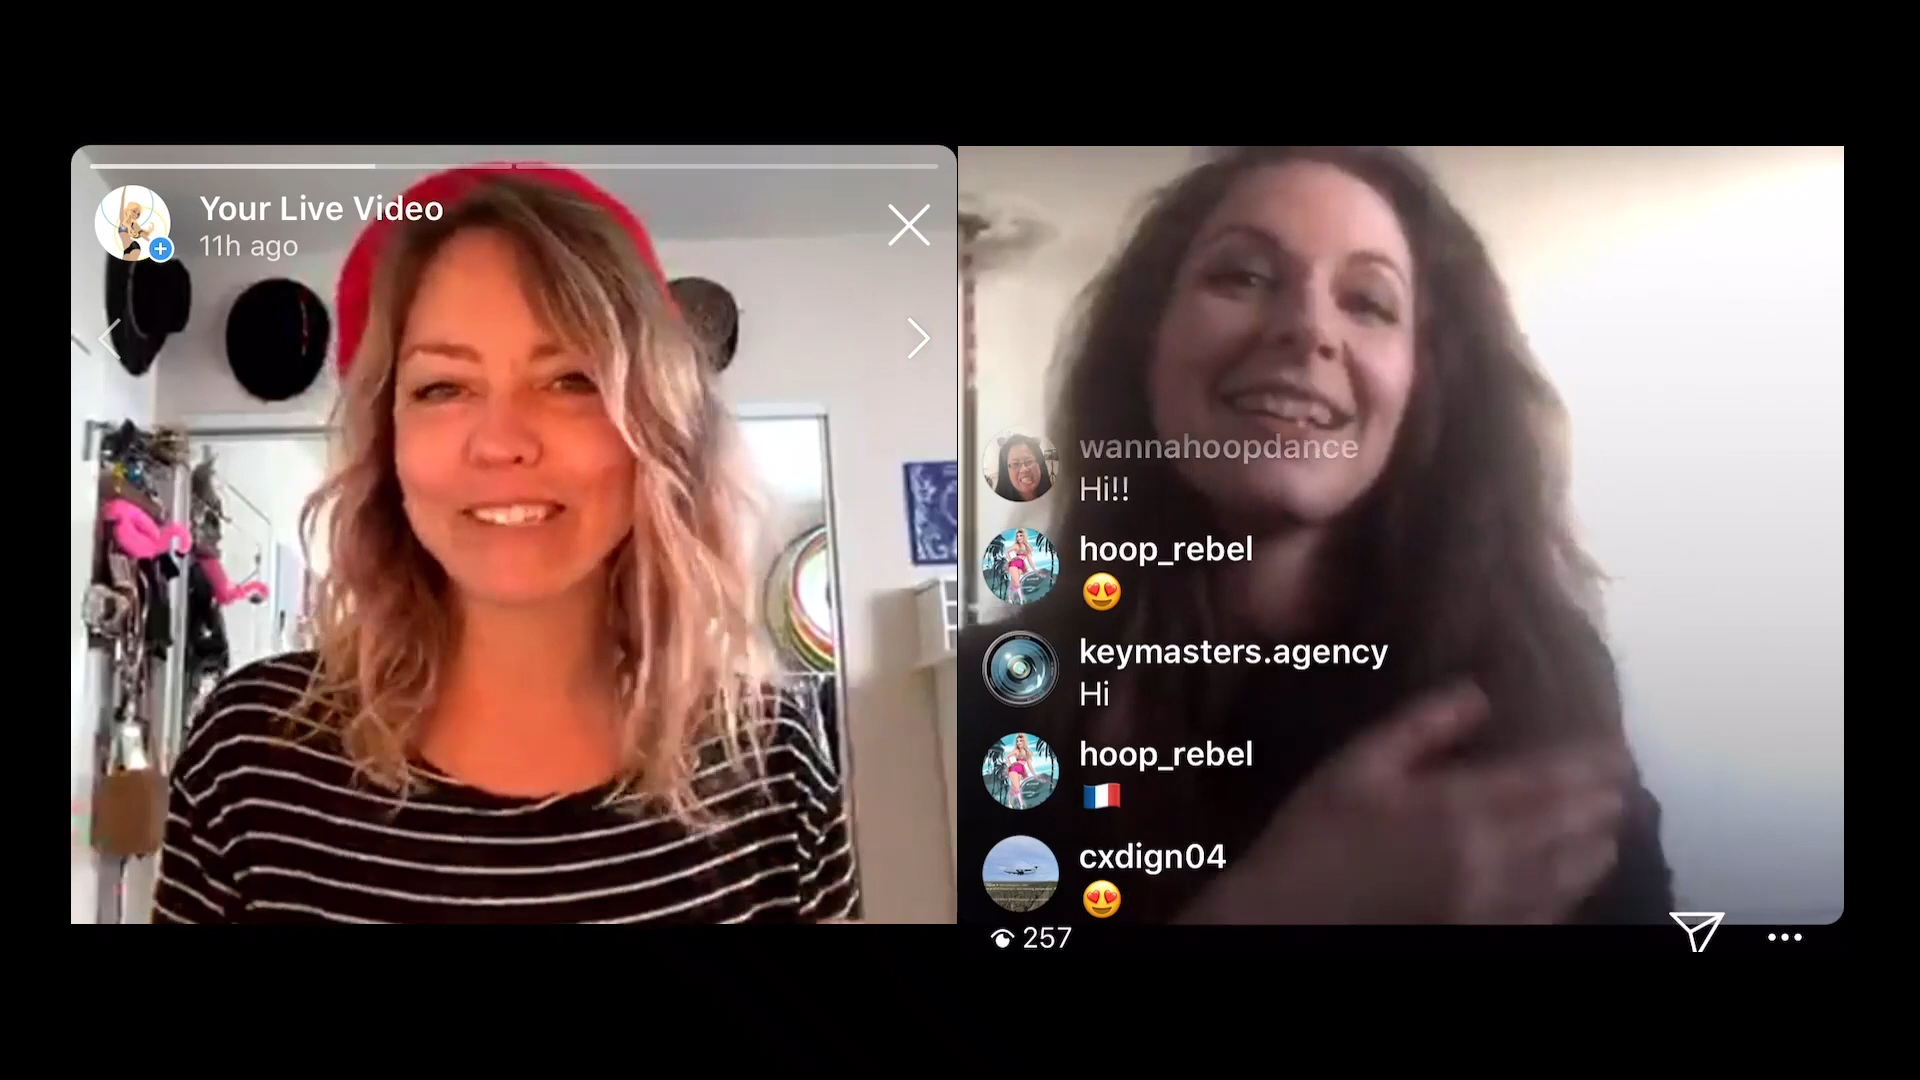 Your Live Video
11h ago
wannahoopdance
Hi!!
hoop_rebel
😍
keymasters.agency
Hi
hoop_rebel
🇫🇷
cxdign04
😍
257